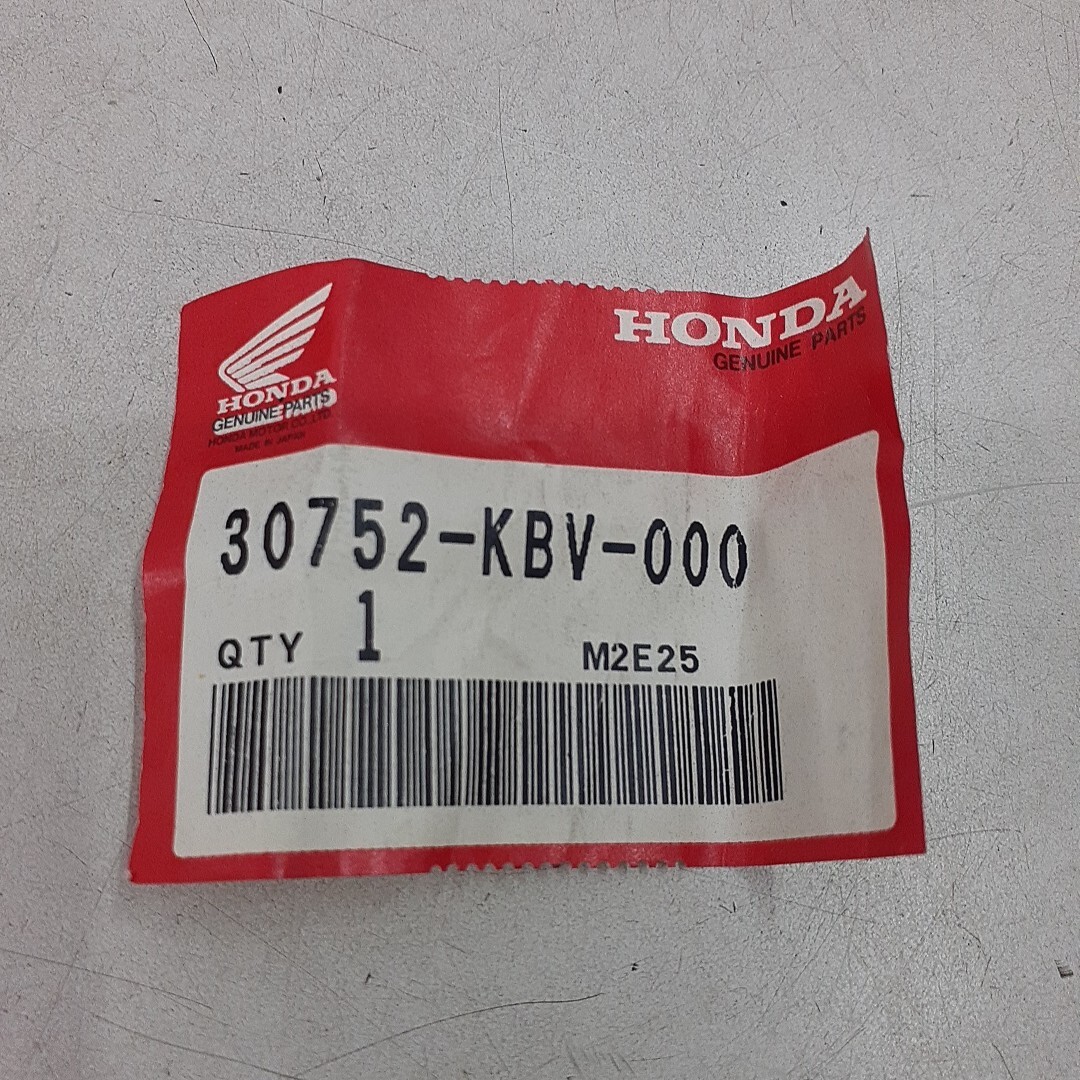 HONDA
GENUINE PARTS
HONDA MOTOR CO., LTD.
MADE IN JAPAN
HONDA
GENUINE PARTS
30752-KBV-000
QTY 1
M2E25